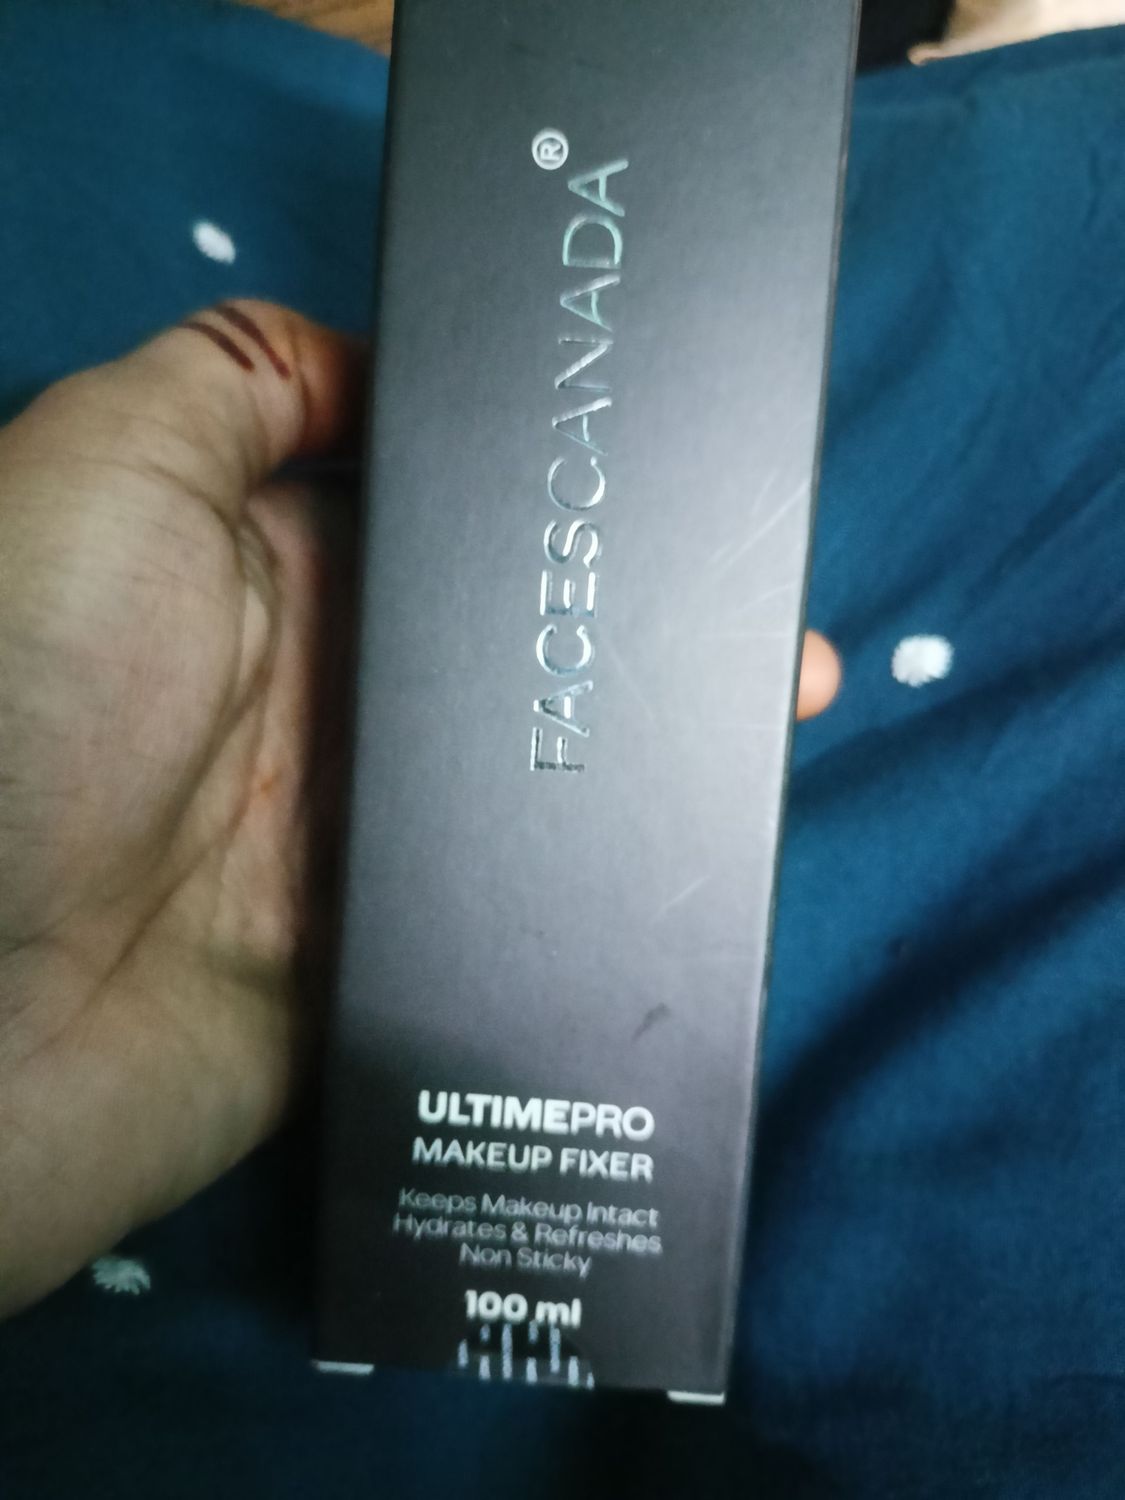 FACESCANADA®
ULTIMEPRO
MAKEUP FIXER
Keeps Makeup Intact
Hydrates & Refreshes
Non Sticky
100 ml